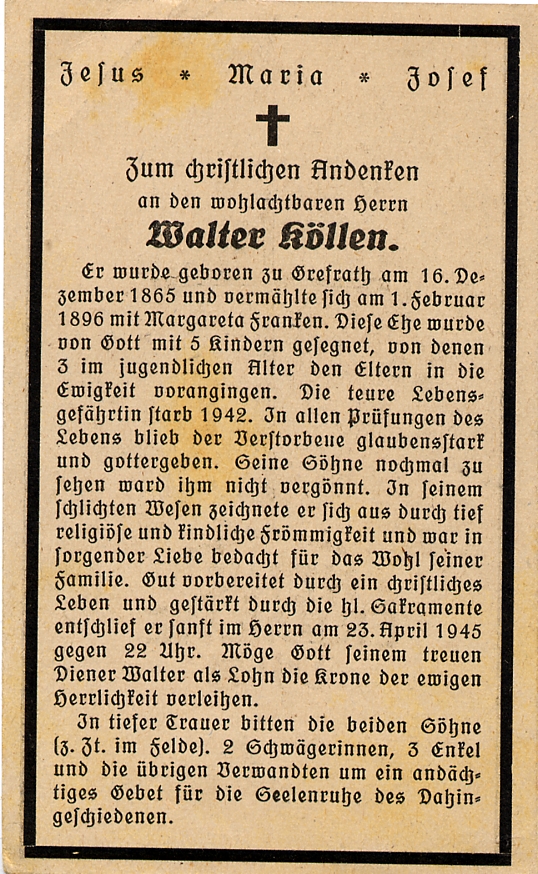 Jesus * Maria * Josef
Zum christlichen Andenken
an den wohlachtbaren Herrn
Walter Köllen.
Er wurde geboren zu Grefrath am 16. De-
zember 1865 und vermählte sich am 1. Februar
1896 mit Margareta Franken. Diese Ehe wurde
von Gott mit 5 Kindern gesegnet, von denen
3 im jugendlichen Alter den Eltern in die
Ewigkeit vorangingen. Die teure Lebens-
gefährtin starb 1942. In allen Prüfungen des
Lebens blieb der Verstorbene glaubensstark
und gottergeben. Seine Söhne nochmal zu
sehen ward ihm nicht vergönnt. In seinem
schlichten Wesen zeichnete er sich aus durch tief
religiöse und kindliche Frömmigkeit und war in
sorgender Liebe bedacht für das Wohl seiner
Familie. Gut vorbereitet durch ein christliches
Leben und gestärkt durch die hl. Sakramente
entschlief er sanft im Herrn am 23. April 1945
gegen 22 Uhr. Möge Gott seinem treuen
Diener Walter als Lohn die Krone der ewigen
Herrlichkeit verleihen.
In tiefer Trauer bitten die beiden Söhne
(z. Zt. im Felde). 2 Schwägerinnen, 3 Enkel
und die übrigen Verwandten um ein andäch-
tiges Gebet für die Seelenruhe des Dahin-
geschiedenen.